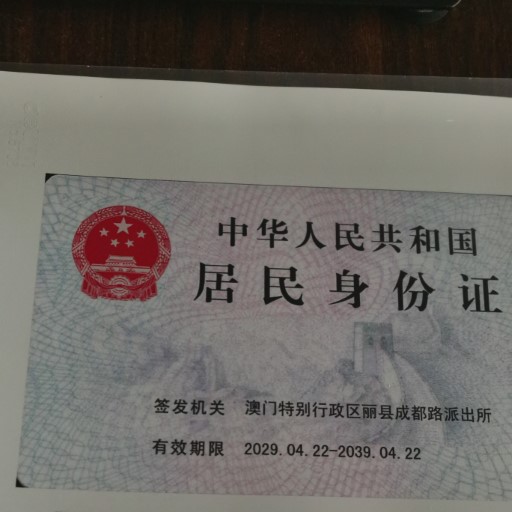 中华人民共和国
居民身份证
签发机关 澳门特别行政区丽县成都路派出所
有效期限 2029.04.22-2039.04.22